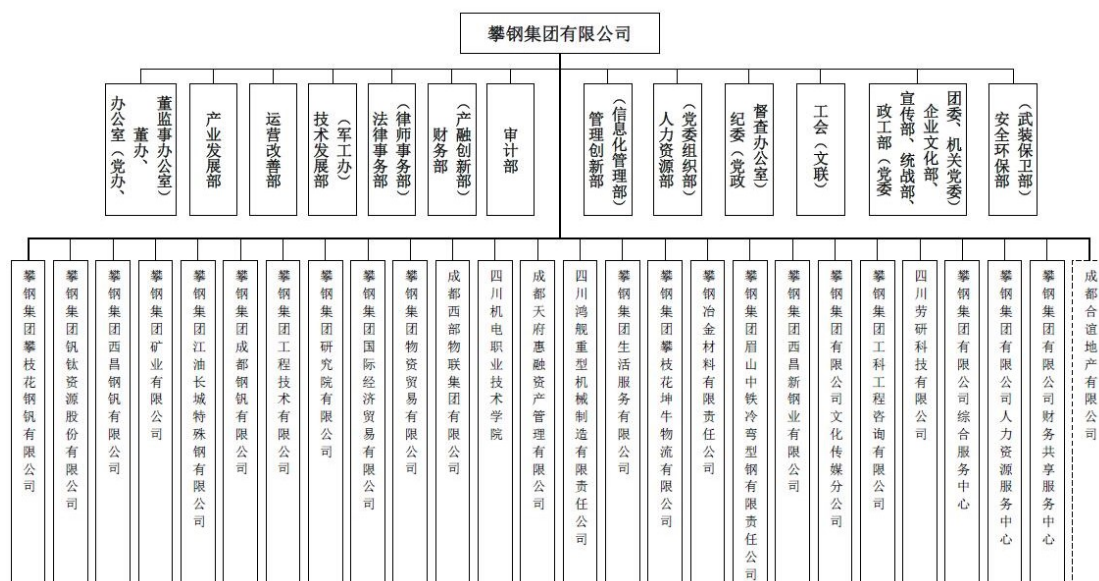 攀钢集团有限公司
办公室（党办、
董办、
董监事办公室）
产业发展部
运营改善部
技术发展部
（军工办）
法律事务部
（律师事务部）
财务部
（产融创新部）
审计部
管理创新部
（信息化管理部）
人力资源部
（党委组织部）
纪委（党政
督查办公室）
工会（文联）
政工部（党委
宣传部、统战部、
企业文化部、
团委、机关党委）
安全环保部
（武装保卫部）
攀钢集团攀枝花钢钒有限公司
攀钢集团钒钛资源股份有限公司
攀钢集团西昌钢钒有限公司
攀钢集团矿业有限公司
攀钢集团江油长城特殊钢有限公司
攀钢集团成都钢钒有限公司
攀钢集团工程技术有限公司
攀钢集团研究院有限公司
攀钢集团国际经济贸易有限公司
攀钢集团物资贸易有限公司
成都西部物联集团有限公司
四川机电职业技术学院
成都天府惠融资产管理有限公司
四川鸿舰重型机械制造有限责任公司
攀钢集团生活服务有限公司
攀钢集团攀枝花坤牛物流有限公司
攀钢冶金材料有限责任公司
攀钢集团眉山中铁冷弯型钢有限责任公司
攀钢集团西昌新钢业有限公司
攀钢集团有限公司文化传媒分公司
攀钢集团工科工程咨询有限公司
四川劳研科技有限公司
攀钢集团有限公司综合服务中心
攀钢集团有限公司人力资源服务中心
攀钢集团有限公司财务共享服务中心
成都合谊地产有限公司